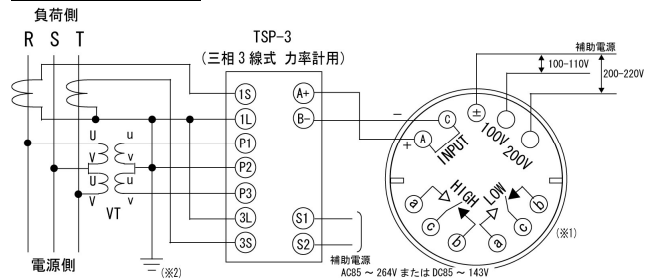 負荷側
R S T
TSP-3
(三相3線式 力率計用)
補助電源
100-110V
200-220V
1S
1L
P1
P2
P3
3L
3S
A+
B-
S1
S2
U u
V v
U u
V v
VT
(※2)
電源側
補助電源
AC85 ~ 264V または DC85 ~ 143V
±
- C
+ A
INPUT
100V 200V
HIGH LOW
a b
c c
b a
(※1)